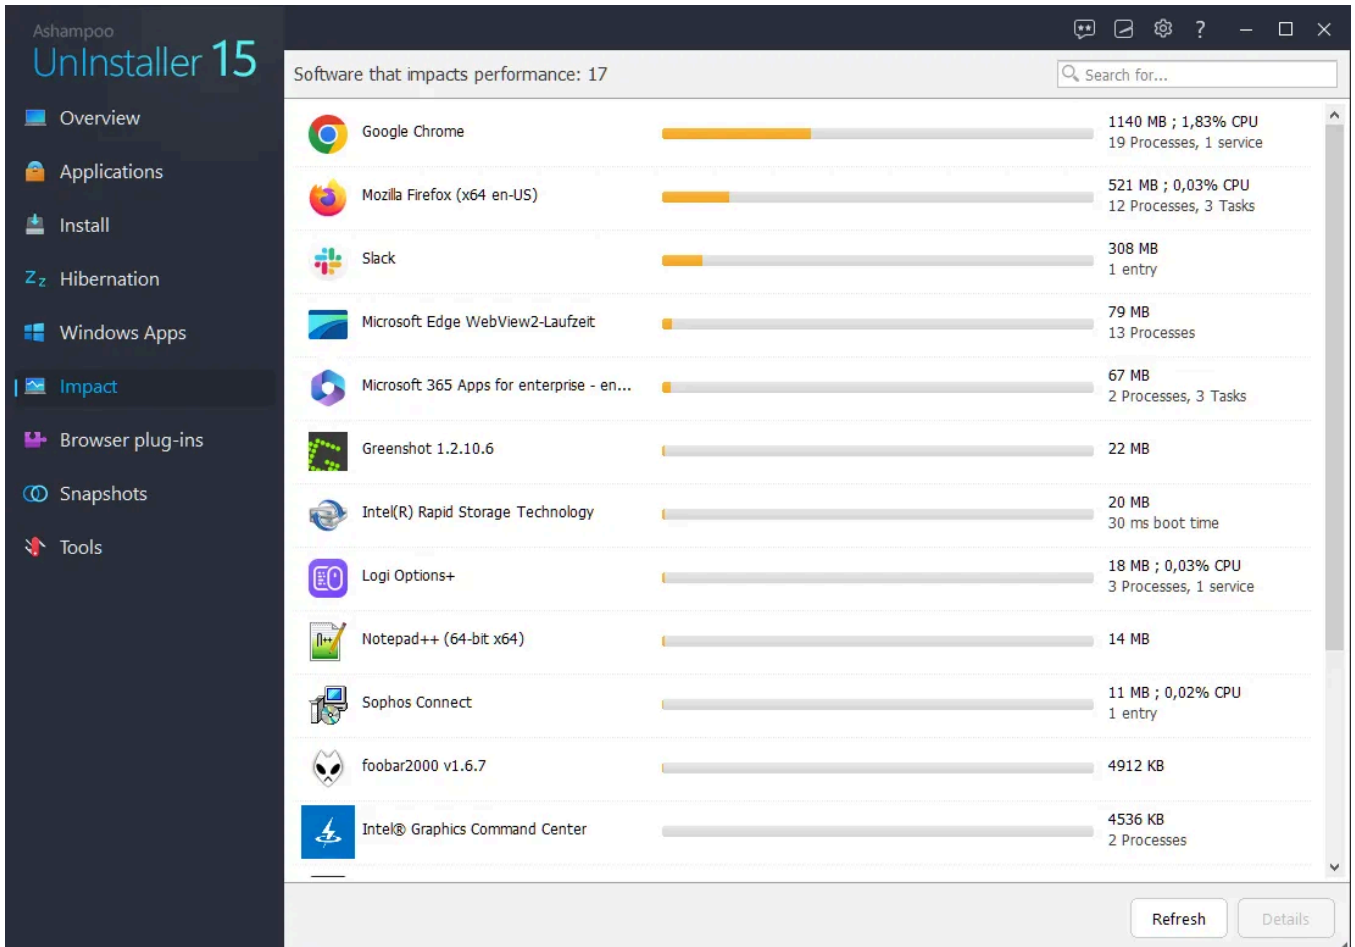 Ashampoo
UnInstaller 15
Overview
Applications
Install
Zz Hibernation
Windows Apps
Impact
Browser plug-ins
Snapshots
Tools
?
Software that impacts performance: 17
Search for...
Google Chrome
1140 MB ; 1,83% CPU
19 Processes, 1 service
Mozilla Firefox (x64 en-US)
521 MB ; 0,03% CPU
12 Processes, 3 Tasks
Slack
308 MB
1 entry
Microsoft Edge WebView2-Laufzeit
79 MB
13 Processes
Microsoft 365 Apps for enterprise - en...
67 MB
2 Processes, 3 Tasks
Greenshot 1.2.10.6
22 MB
Intel(R) Rapid Storage Technology
20 MB
30 ms boot time
Logi Options+
18 MB ; 0,03% CPU
3 Processes, 1 service
Notepad++ (64-bit x64)
14 MB
Sophos Connect
11 MB ; 0,02% CPU
1 entry
foobar2000 v1.6.7
4912 KB
Intel® Graphics Command Center
4536 KB
2 Processes
Refresh
Details